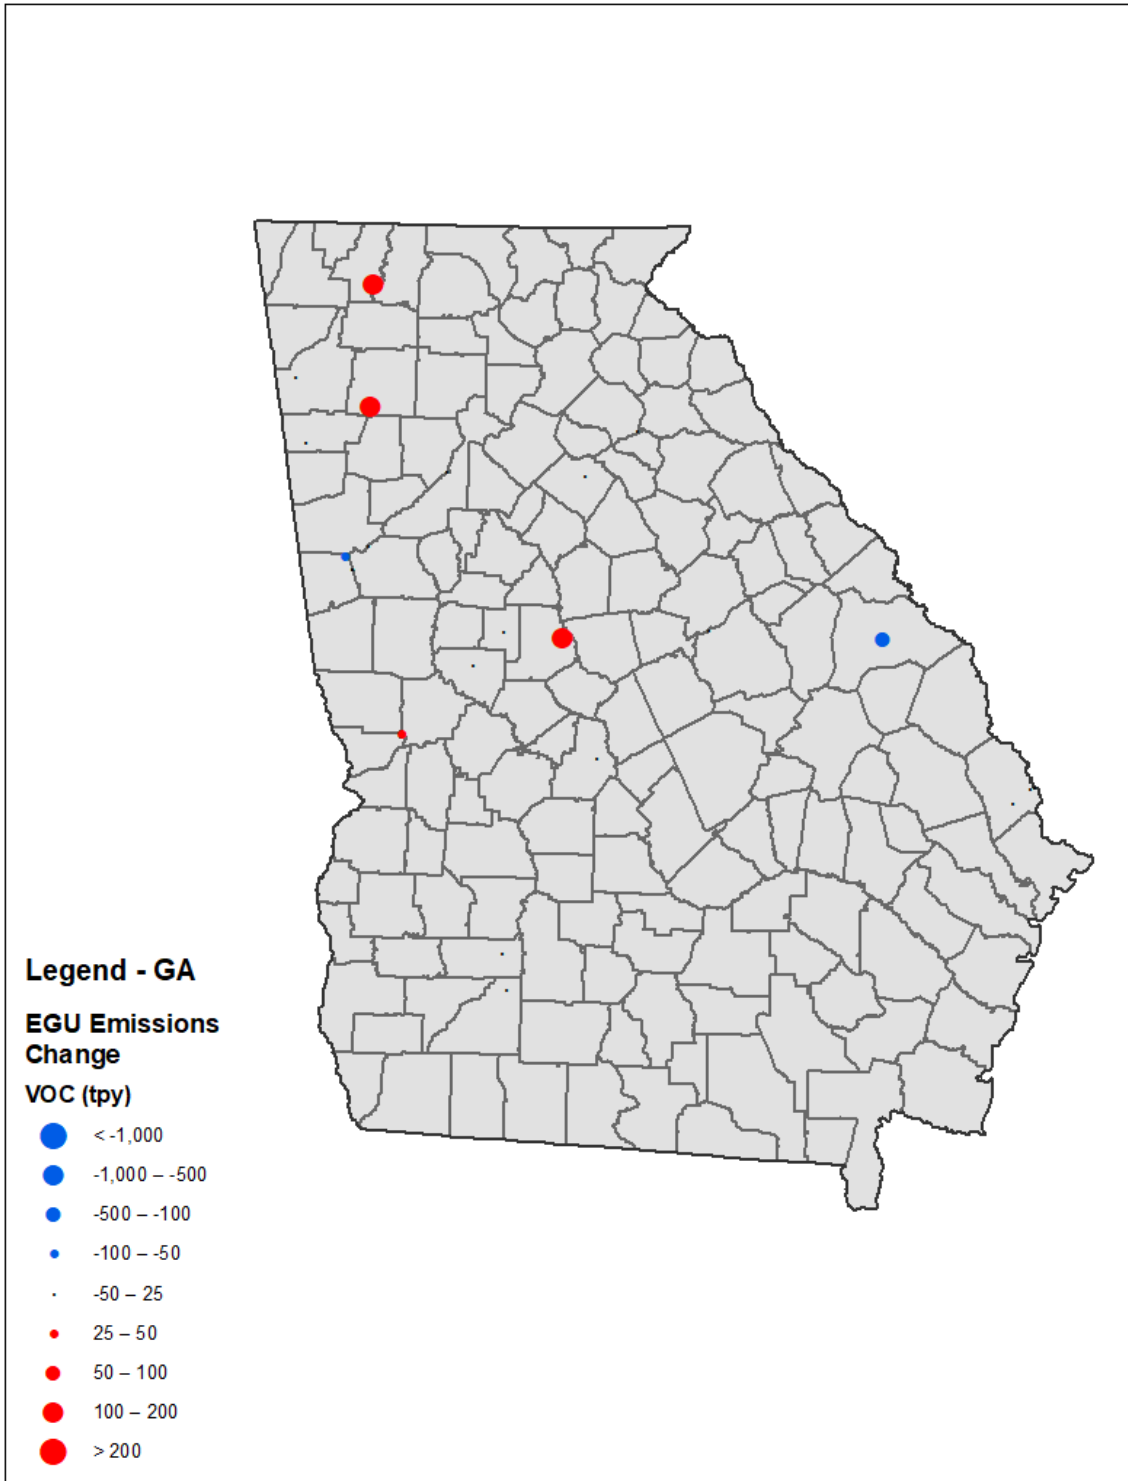 Legend - GA
EGU Emissions
Change
VOC (tpy)
< -1,000
-1,000 – -500
-500 – -100
-100 – -50
-50 – 25
25 – 50
50 – 100
100 – 200
> 200